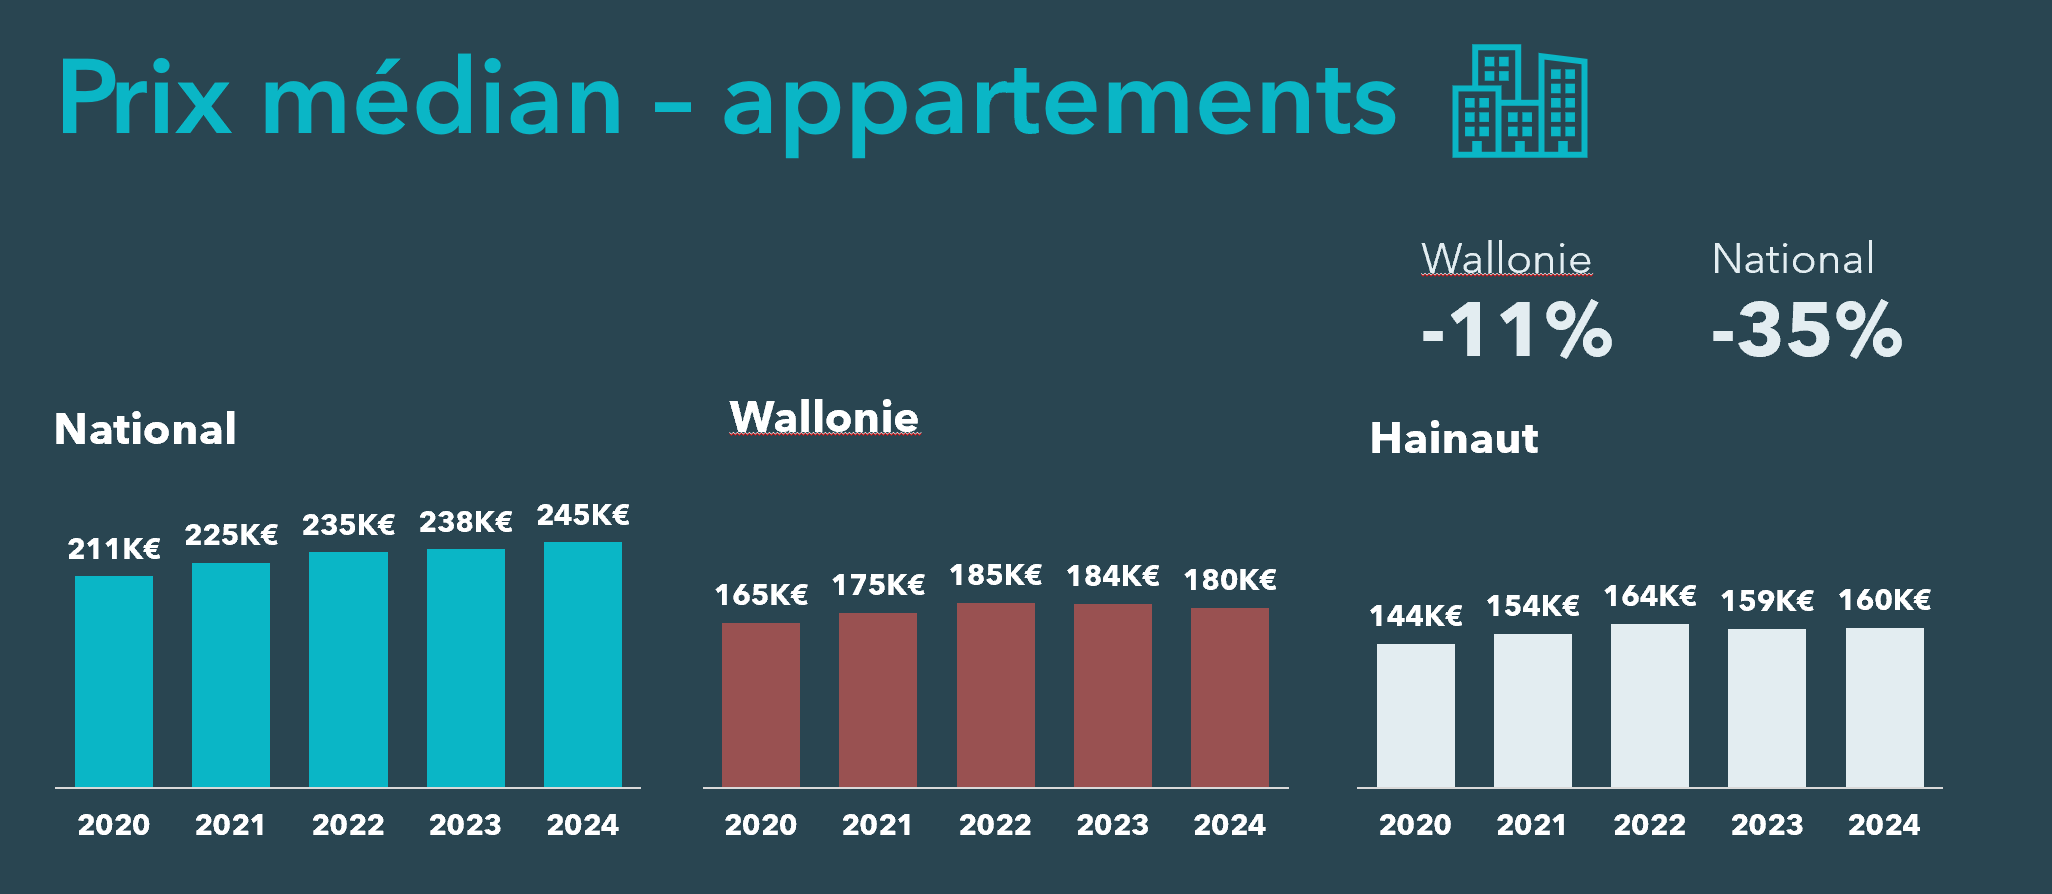 Prix médian – appartements
Wallonie National
-11% -35%
National
211K€ 225K€ 235K€ 238K€ 245K€
2020 2021 2022 2023 2024
Wallonie
165K€ 175K€ 185K€ 184K€ 180K€
2020 2021 2022 2023 2024
Hainaut
144K€ 154K€ 164K€ 159K€ 160K€
2020 2021 2022 2023 2024